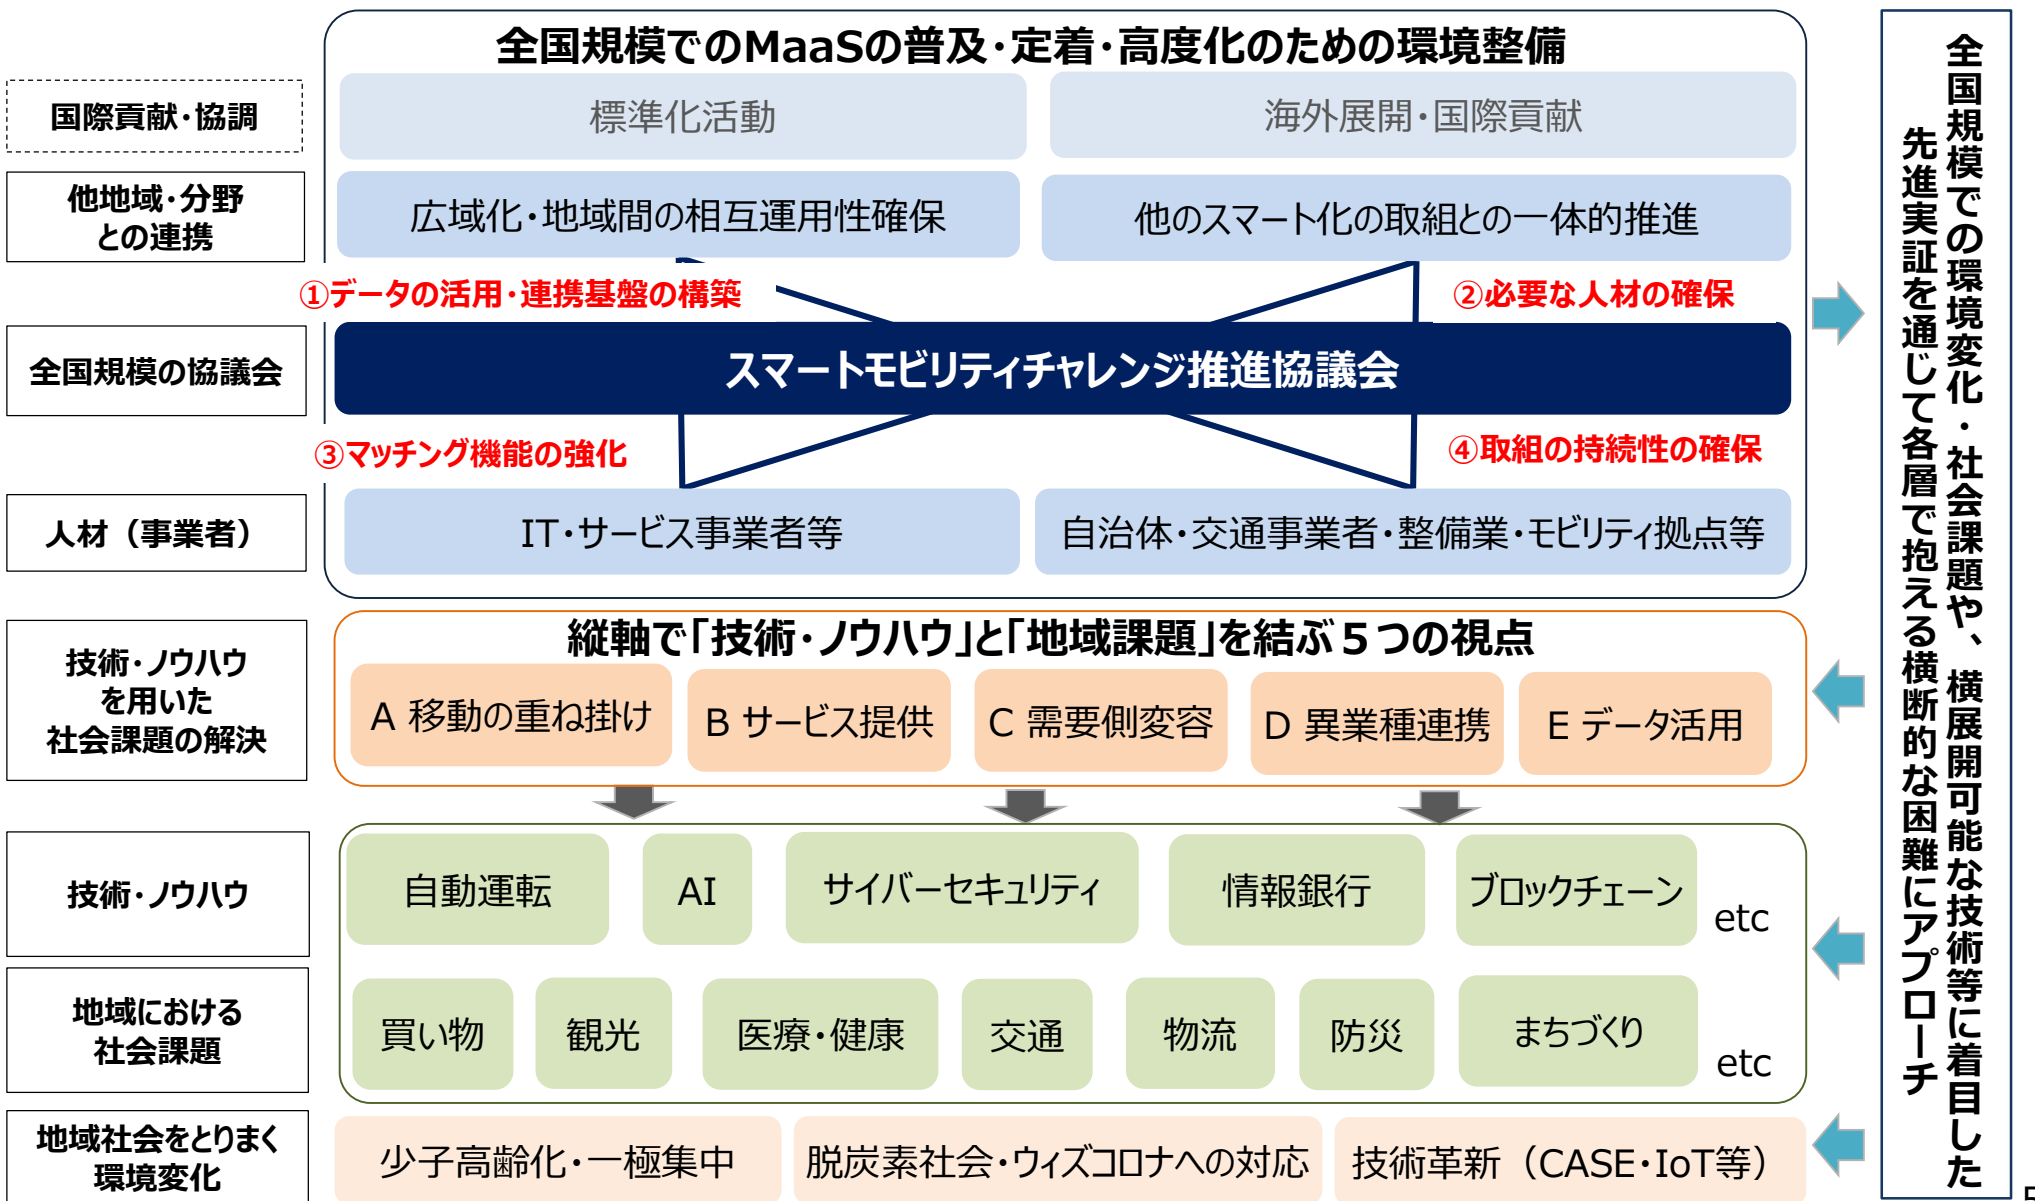 全国規模でのMaaSの普及・定着・高度化のための環境整備
国際貢献・協調
標準化活動
海外展開・国際貢献
他地域・分野
との連携
広域化・地域間の相互運用性確保
他のスマート化の取組との一体的推進
①データの活用・連携基盤の構築
②必要な人材の確保
全国規模の協議会
スマートモビリティチャレンジ推進協議会
③マッチング機能の強化
④取組の持続性の確保
人材（事業者）
IT・サービス事業者等
自治体・交通事業者・整備業・モビリティ拠点等
技術・ノウハウ
を用いた
社会課題の解決
縦軸で「技術・ノウハウ」と「地域課題」を結ぶ５つの視点
A 移動の重ね掛け
B サービス提供
C 需要側変容
D 異業種連携
E データ活用
技術・ノウハウ
自動運転
AI
サイバーセキュリティ
情報銀行
ブロックチェーン
etc
地域における
社会課題
買い物
観光
医療・健康
交通
物流
防災
まちづくり
etc
地域社会をとりまく
環境変化
少子高齢化・一極集中
脱炭素社会・ウィズコロナへの対応
技術革新（CASE・IoT等）
全国規模での環境変化・社会課題や、横展開可能な技術等に着目した
先進実証を通じて各層で抱える横断的な困難にアプローチ